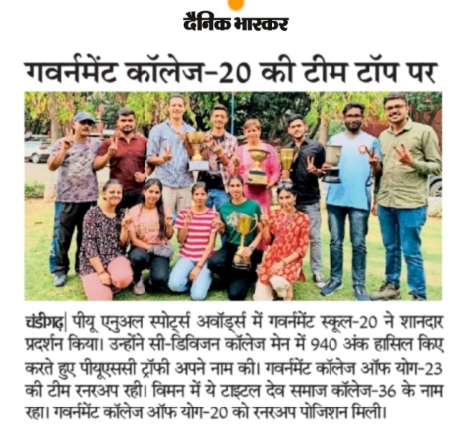 दैनिक भास्कर
गवर्नमेंट कॉलेज-20 की टीम टॉप पर
चंडीगढ़| पीयू एनुअल स्पोर्ट्स अवॉर्ड्स में गवर्नमेंट स्कूल-20 ने शानदार
प्रदर्शन किया। उन्होंने सी-डिविजन कॉलेज मेन में 940 अंक हासिल किए
करते हुए पीयूएससी ट्रॉफी अपने नाम की। गवर्नमेंट कॉलेज ऑफ योग-23
की टीम रनरअप रही। विमन में ये टाइटल देव समाज कॉलेज-36 के नाम
रहा। गवर्नमेंट कॉलेज ऑफ योग-20 को रनरअप पोजिशन मिली।